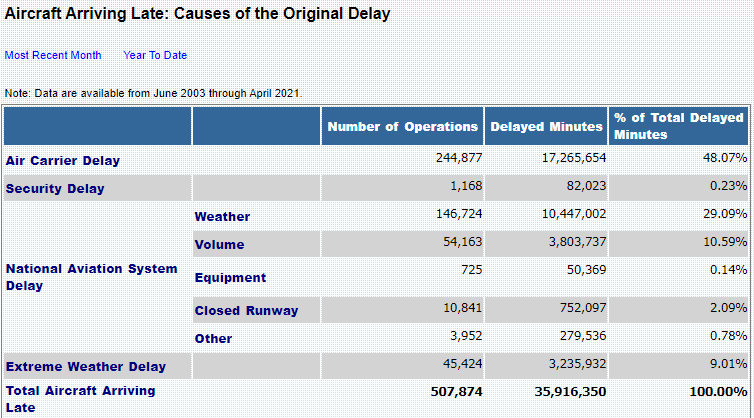 Aircraft Arriving Late: Causes of the Original Delay
Most Recent Month Year To Date
Note: Data are available from June 2003 through April 2021.
Number of Operations Delayed Minutes % of Total Delayed Minutes
Air Carrier Delay 244,877 17,265,654 48.07%
Security Delay 1,168 82,023 0.23%
National Aviation System Delay
Weather 146,724 10,447,002 29.09%
Volume 54,163 3,803,737 10.59%
Equipment 725 50,369 0.14%
Closed Runway 10,841 752,097 2.09%
Other 3,952 279,536 0.78%
Extreme Weather Delay 45,424 3,235,932 9.01%
Total Aircraft Arriving Late 507,874 35,916,350 100.00%